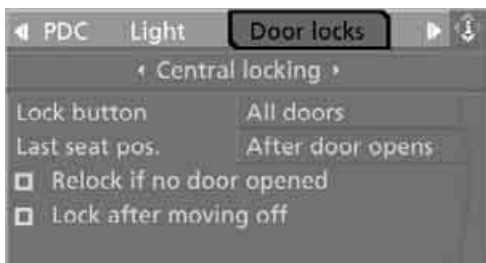 PDC Light Door locks
Central locking
Lock button All doors
Last seat pos. After door opens
Relock if no door opened
Lock after moving off